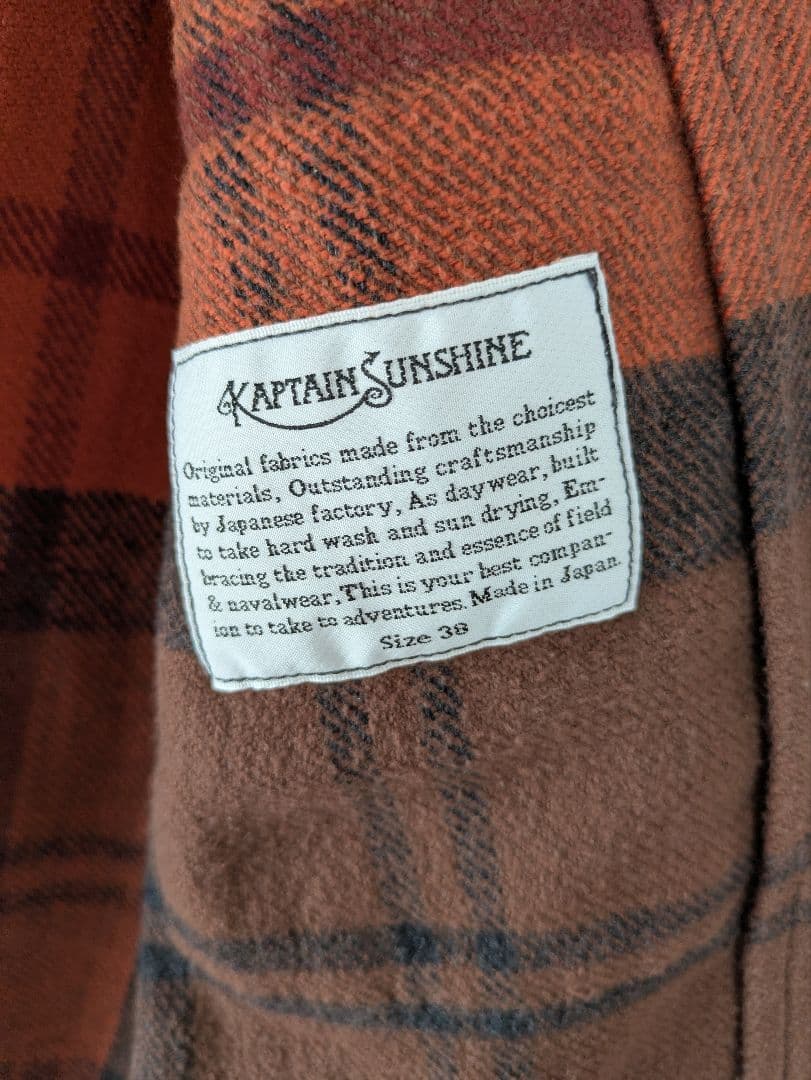 KAPTAIN SUNSHINE
Original fabrics made from the choicest
materials, Outstanding craftsmanship
by Japanese factory, As daywear, built
to take hard wash and sun drying, Em-
bracing the tradition and essence of field
& navalwear, This is your best compan-
ion to take to adventures. Made in Japan
Size 38